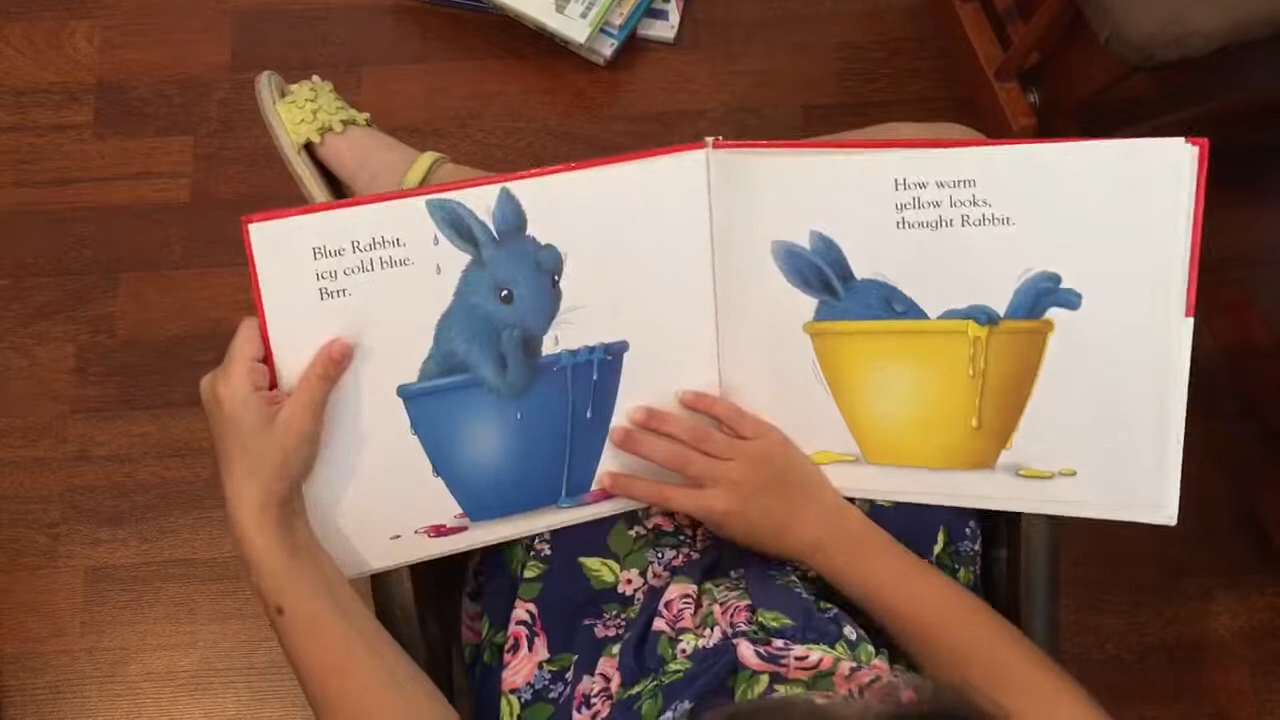 Blue Rabbit,
icy cold blue.
Brrr.
How warm
yellow looks,
thought Rabbit.